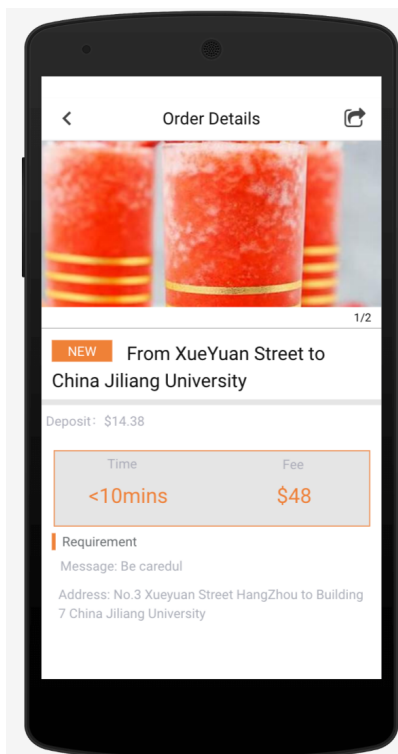 Order Details
1/2
NEW From XueYuan Street to
China Jiliang University
Deposit: $14.38
Time Fee
<10mins $48
Requirement
Message: Be caredul
Address: No.3 Xueyuan Street HangZhou to Building
7 China Jiliang University